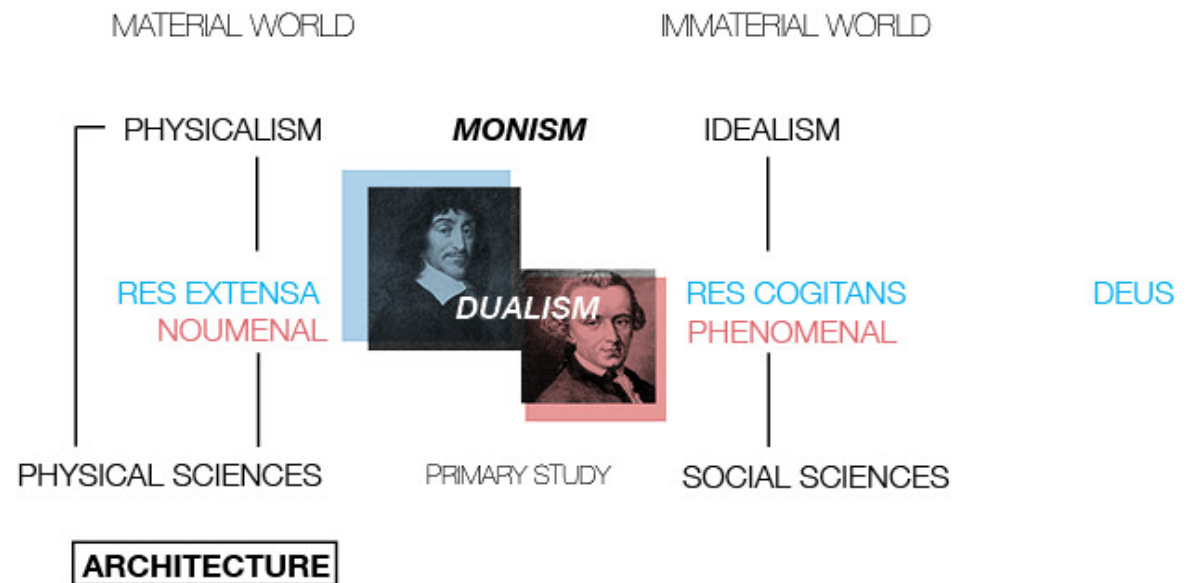 MATERIAL WORLD IMMATERIAL WORLD
PHYSICALISM MONISM IDEALISM
RES EXTENSA DUALISM RES COGITANS DEUS
NOUMENAL PHENOMENAL
PHYSICAL SCIENCES PRIMARY STUDY SOCIAL SCIENCES
ARCHITECTURE